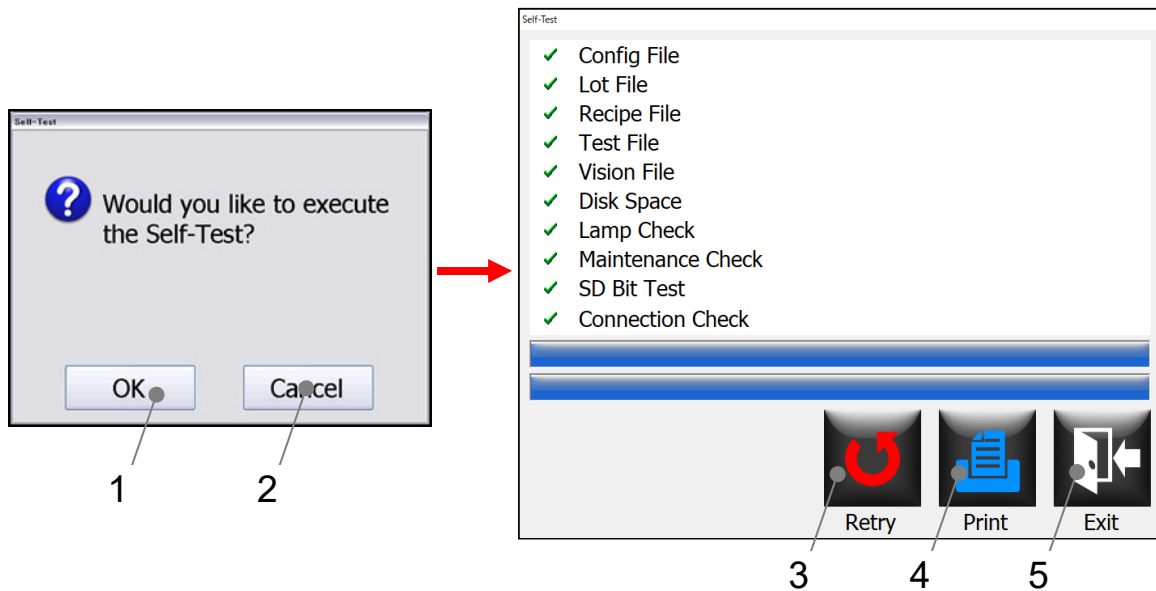 Self-Test
Would you like to execute
the Self-Test?
OK
Cancel
1
2
Self-Test
Config File
Lot File
Recipe File
Test File
Vision File
Disk Space
Lamp Check
Maintenance Check
SD Bit Test
Connection Check
Retry
Print
Exit
3
4
5